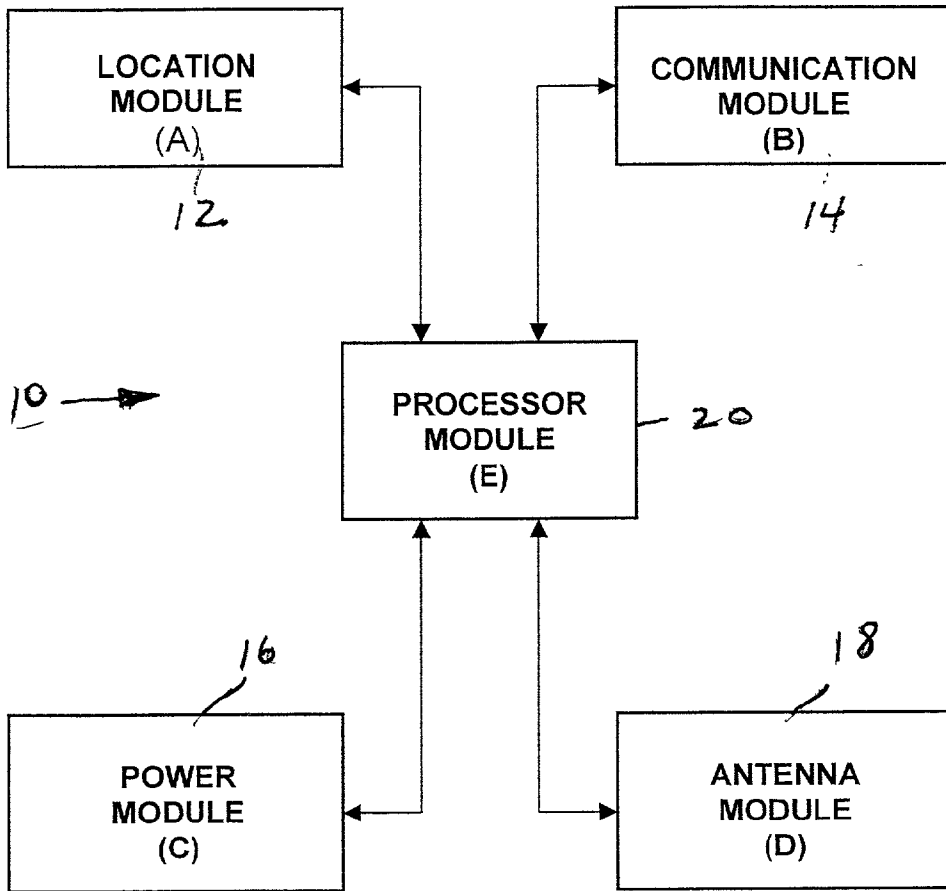 LOCATION
MODULE
(A)
12
COMMUNICATION
MODULE
(B)
14
10
PROCESSOR
MODULE
(E)
20
16
POWER
MODULE
(C)
18
ANTENNA
MODULE
(D)